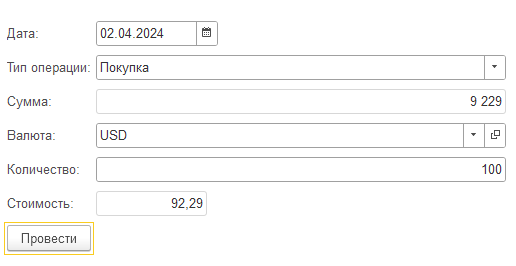 Дата: 02.04.2024
Тип операции: Покупка
Сумма: 9 229
Валюта: USD
Количество: 100
Стоимость: 92,29
Провести